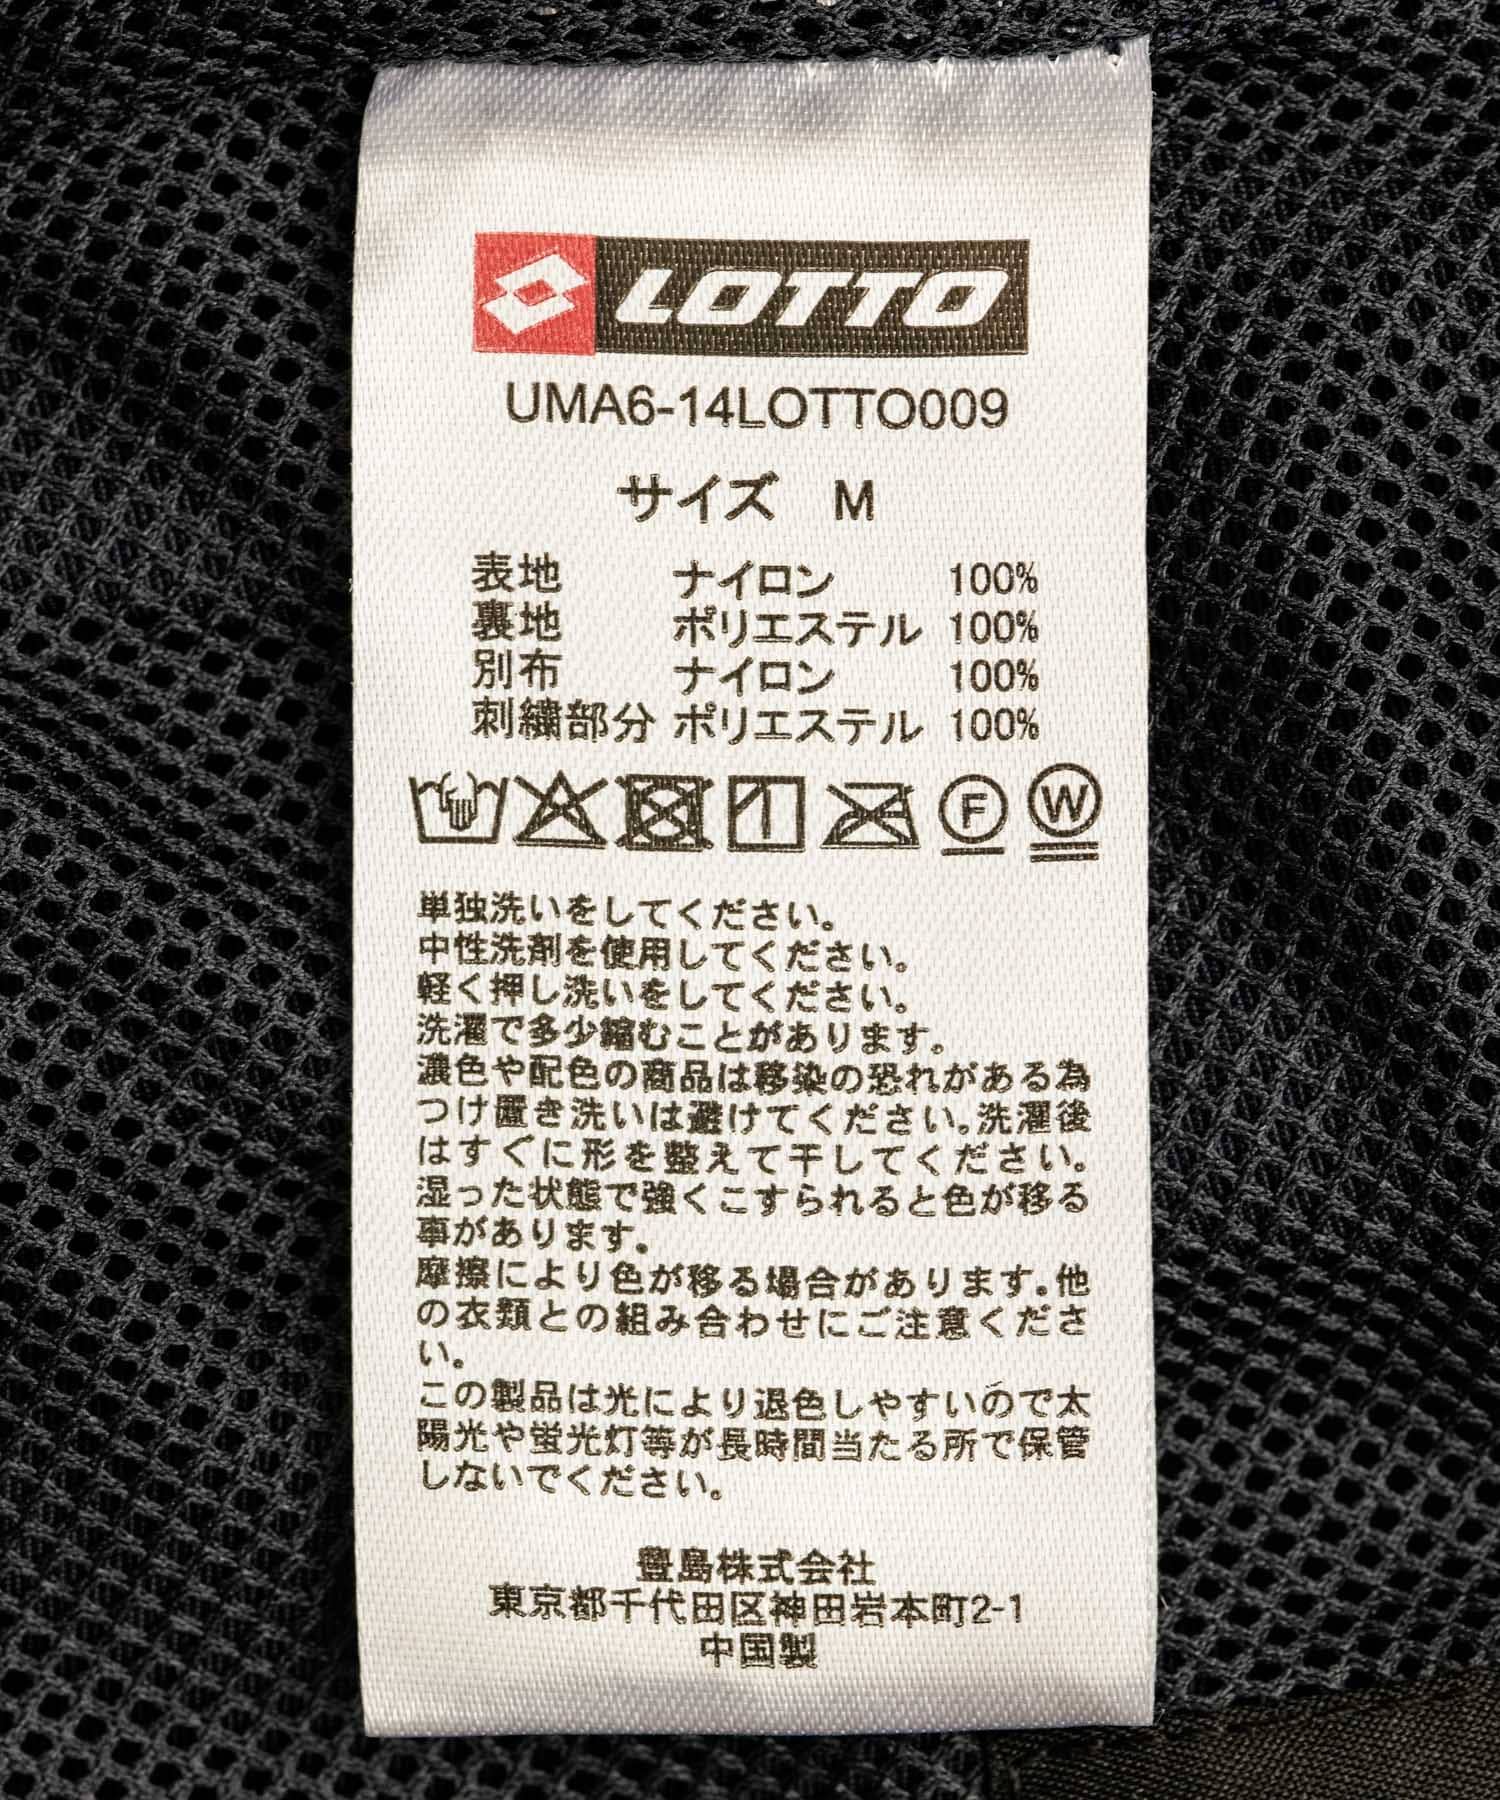 LOTTO
UMA6-14LOTTO009
サイズ M
表地 ナイロン 100%
裏地 ポリエステル 100%
別布 ナイロン 100%
刺繍部分 ポリエステル 100%
F W
単独洗いをしてください。
中性洗剤を使用してください。
軽く押し洗いをしてください。
洗濯で多少縮むことがあります。
濃色や配色の商品は移染の恐れがある為
つけ置き洗いは避けてください。洗濯後
はすぐに形を整えて干してください。
湿った状態で強くこすられると色が移る
事があります。
摩擦により色が移る場合があります。他
の衣類との組み合わせにご注意くださ
い。
この製品は光により退色しやすいので太
陽光や蛍光灯等が長時間当たる所で保管
しないでください。
豊島株式会社
東京都千代田区神田岩本町2-1
中国製